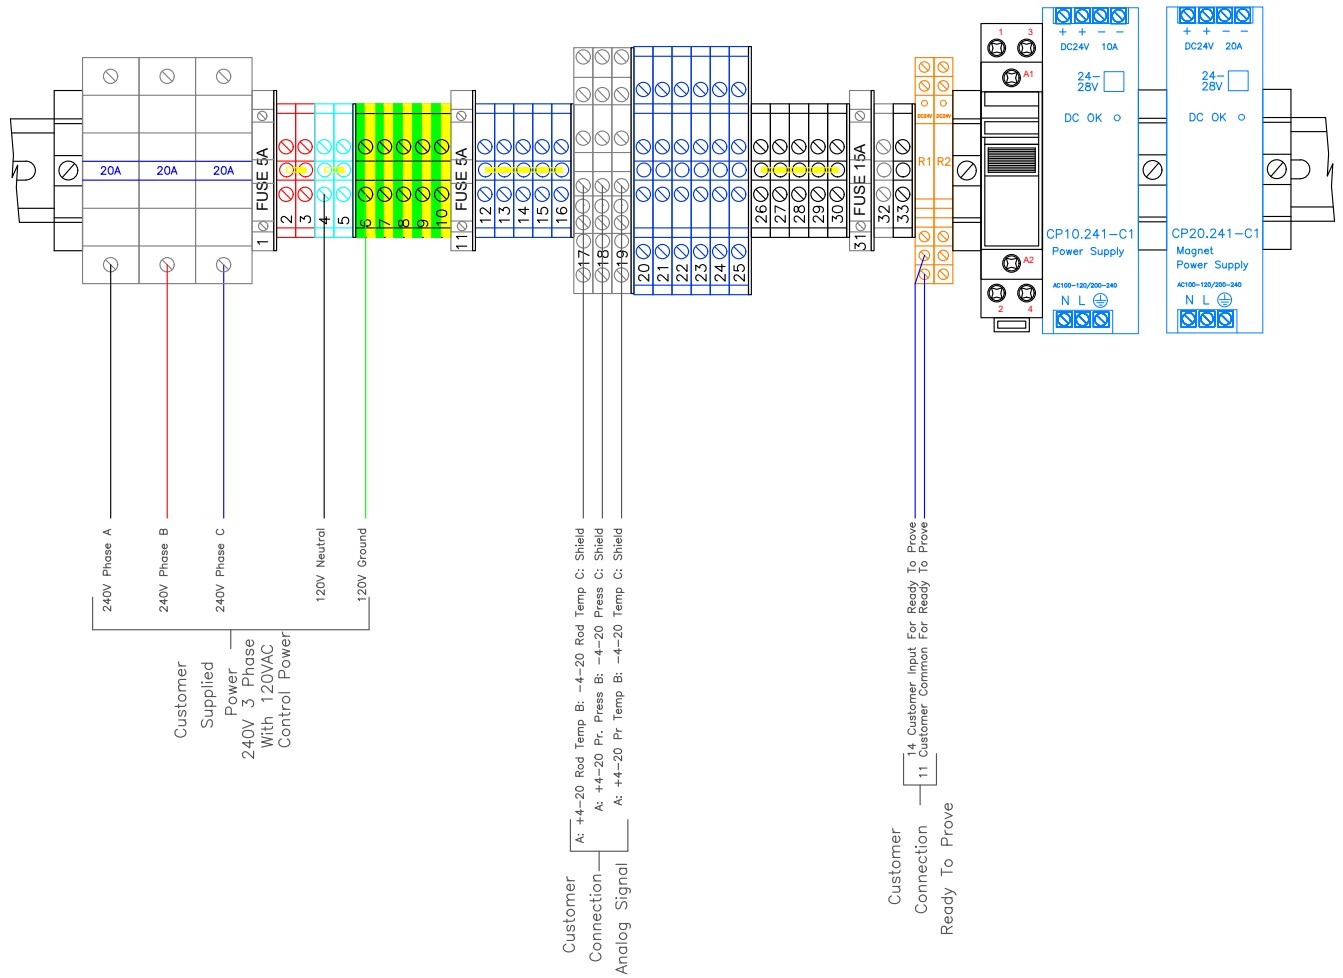 1 3
+ + − −
DC24V 10A
+ + − −
DC24V 20A
A1
24−
28V
24−
28V
DC24V
DC24V
DC OK
DC OK
20A
20A
20A
R1
R2
1 FUSE 5A
2
3
4
5
6
7
8
9
10
11 FUSE 5A
12
13
14
15
16
17
18
19
20
21
22
23
24
25
26
27
28
29
30
31 FUSE 15A
32
33
A2
2 4
CP10.241−C1
Power Supply
AC100−120/200−240
N L
CP20.241−C1
Magnet
Power Supply
AC100−120/200−240
N L
240V Phase A
240V Phase B
240V Phase C
120V Neutral
120V Ground
Customer
Supplied
Power
240V 3 Phase
With 120VAC
Control Power
A: +4−20 Rod Temp B: −4−20 Rod Temp C: Shield
A: +4−20 Pr. Press B: −4−20 Press C: Shield
A: +4−20 Pr Temp B: −4−20 Temp C: Shield
Customer
Connection
Analog Signal
14 Customer Input For Ready To Prove
11 Customer Common For Ready To Prove
Customer
Connection
Ready To Prove